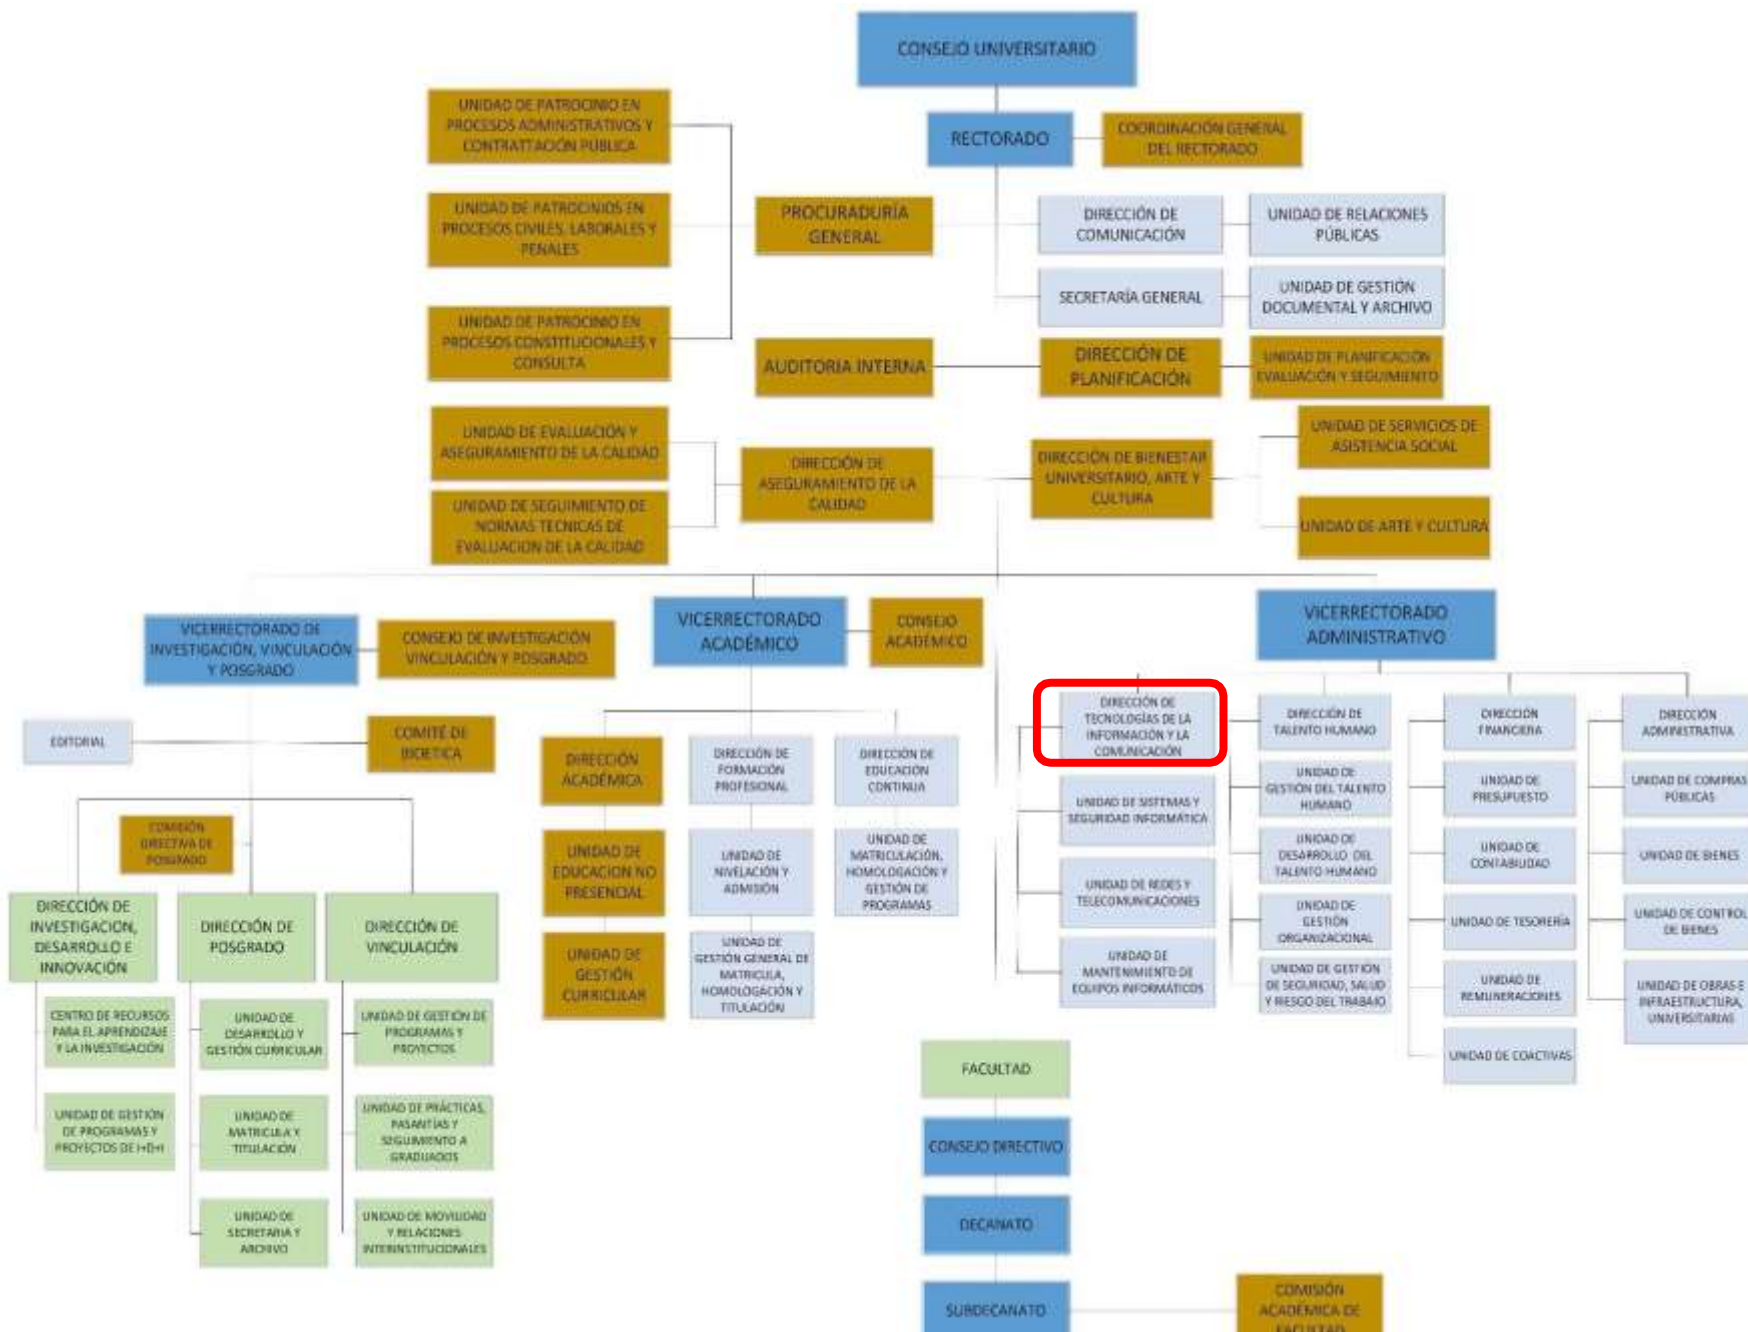 CONSEJO UNIVERSITARIO
RECTORADO
COORDINACIÓN GENERAL
DEL RECTORADO
UNIDAD DE PATROCINIO EN
PROCESOS ADMINISTRATIVOS Y
CONTRATTACIÓN PÚBLICA
UNIDAD DE PATROCINIOS EN
PROCESOS CIVILES, LABORALES Y
PENALES
PROCURADURÍA
GENERAL
DIRECCIÓN DE
COMUNICACIÓN
UNIDAD DE RELACIONES
PÚBLICAS
SECRETARÍA GENERAL
UNIDAD DE GESTIÓN
DOCUMENTAL Y ARCHIVO
UNIDAD DE PATROCINIO EN
PROCESOS CONSTITUCIONALES Y
CONSULTA
AUDITORIA INTERNA
DIRECCIÓN DE
PLANIFICACIÓN
UNIDAD DE PLANIFICACIÓN
EVALUACIÓN Y SEGUIMIENTO
UNIDAD DE EVALUACIÓN Y
ASEGURAMIENTO DE LA CALIDAD
UNIDAD DE SEGUIMIENTO DE
NORMAS TECNICAS DE
EVALUACION DE LA CALIDAD
DIRECCIÓN DE
ASEGURAMIENTO DE LA
CALIDAD
DIRECCIÓN DE BIENESTAR
UNIVERSITARIO, ARTE Y
CULTURA
UNIDAD DE SERVICIOS DE
ASISTENCIA SOCIAL
UNIDAD DE ARTE Y CULTURA
VICERRECTORADO DE
INVESTIGACIÓN, VINCULACIÓN
Y POSGRADO
CONSEJO DE INVESTIGACIÓN
VINCULACIÓN Y POSGRADO
VICERRECTORADO
ACADÉMICO
CONSEJO
ACADÉMICO
VICERRECTORADO
ADMINISTRATIVO
EDITORIAL
COMITÉ DE
BIOETICA
COMISIÓN
DIRECTIVA DE
POSGRADO
DIRECCIÓN DE
INVESTIGACION,
DESARROLLO E
INNOVACIÓN
CENTRO DE RECURSOS
PARA EL APRENDIZAJE
Y LA INVESTIGACIÓN
UNIDAD DE GESTIÓN
DE PROGRAMAS Y
PROYECTOS DE I+D+I
DIRECCIÓN DE
POSGRADO
UNIDAD DE
DESARROLLO Y
GESTIÓN CURRICULAR
UNIDAD DE
MATRICULA Y
TITULACIÓN
UNIDAD DE
SECRETARIA Y
ARCHIVO
DIRECCIÓN DE
VINCULACIÓN
UNIDAD DE GESTIÓN DE
PROGRAMAS Y
PROYECTOS
UNIDAD DE PRÁCTICAS,
PASANTÍAS Y
SEGUIMIENTO A
GRADUADOS
UNIDAD DE MOVILIDAD
Y RELACIONES
INTERINSTITUCIONALES
DIRECCIÓN
ACADÉMICA
UNIDAD DE
EDUCACION NO
PRESENCIAL
UNIDAD DE
GESTIÓN
CURRICULAR
DIRECCIÓN DE
FORMACIÓN
PROFESIONAL
UNIDAD DE
NIVELACIÓN Y
ADMISIÓN
UNIDAD DE
GESTIÓN GENERAL DE
MATRICULA,
HOMOLOGACIÓN Y
TITULACIÓN
DIRECCIÓN DE
EDUCACIÓN
CONTINUA
UNIDAD DE
MATRICULACIÓN,
HOMOLOGACIÓN Y
GESTIÓN DE
PROGRAMAS
DIRECCIÓN DE
TECNOLOGÍAS DE LA
INFORMACIÓN Y LA
COMUNICACIÓN
UNIDAD DE SISTEMAS Y
SEGURIDAD INFORMÁTICA
UNIDAD DE REDES Y
TELECOMUNICACIONES
UNIDAD DE
MANTENIMIENTO DE
EQUIPOS INFORMÁTICOS
DIRECCIÓN DE
TALENTO HUMANO
UNIDAD DE
GESTIÓN DEL TALENTO
HUMANO
UNIDAD DE
DESARROLLO DEL
TALENTO HUMANO
UNIDAD DE
GESTIÓN
ORGANIZACIONAL
UNIDAD DE GESTIÓN
DE SEGURIDAD, SALUD
Y RIESGO DEL TRABAJO
DIRECCIÓN
FINANCIERA
UNIDAD DE
PRESUPUESTO
UNIDAD DE
CONTABILIDAD
UNIDAD DE TESORERÍA
UNIDAD DE
REMUNERACIONES
UNIDAD DE COACTIVAS
DIRECCIÓN
ADMINISTRATIVA
UNIDAD DE COMPRAS
PÚBLICAS
UNIDAD DE BIENES
UNIDAD DE CONTROL
DE BIENES
UNIDAD DE OBRAS E
INFRAESTRUCTURA,
UNIVERSITARIAS
FACULTAD
CONSEJO DIRECTIVO
DECANATO
SUBDECANATO
COMISIÓN
ACADÉMICA DE
FACULTAD